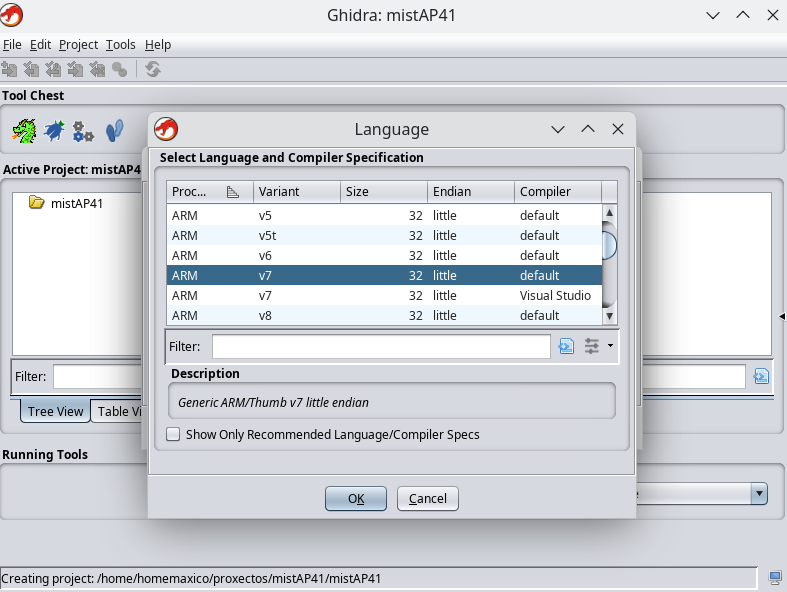 Ghidra: mistAP41
File Edit Project Tools Help
Tool Chest
Language
Select Language and Compiler Specification
Active Project: mistAP4
mistAP41
Proc... Variant Size Endian Compiler
ARM v5 32 little default
ARM v5t 32 little default
ARM v6 32 little default
ARM v7 32 little default
ARM v7 32 little Visual Studio
ARM v8 32 little default
Filter:
Description
Filter:
Generic ARM/Thumb v7 little endian
Tree View Table Vi
Show Only Recommended Language/Compiler Specs
Running Tools
OK Cancel
Creating project: /home/homemaxico/proxectos/mistAP41/mistAP41